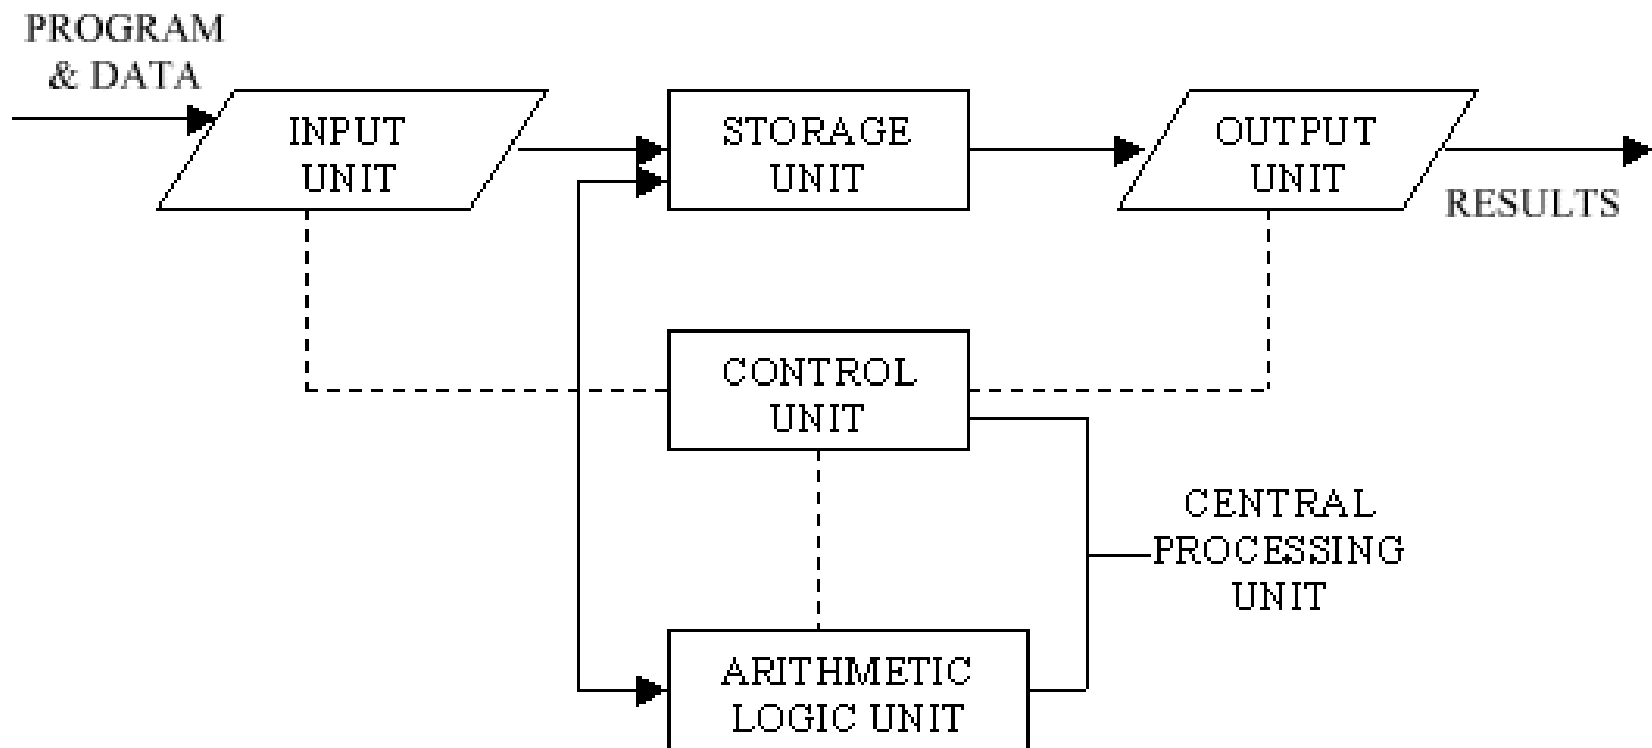 PROGRAM
& DATA
INPUT
UNIT
STORAGE
UNIT
OUTPUT
UNIT
RESULTS
CONTROL
UNIT
CENTRAL
PROCESSING
UNIT
ARITHMETIC
LOGIC UNIT